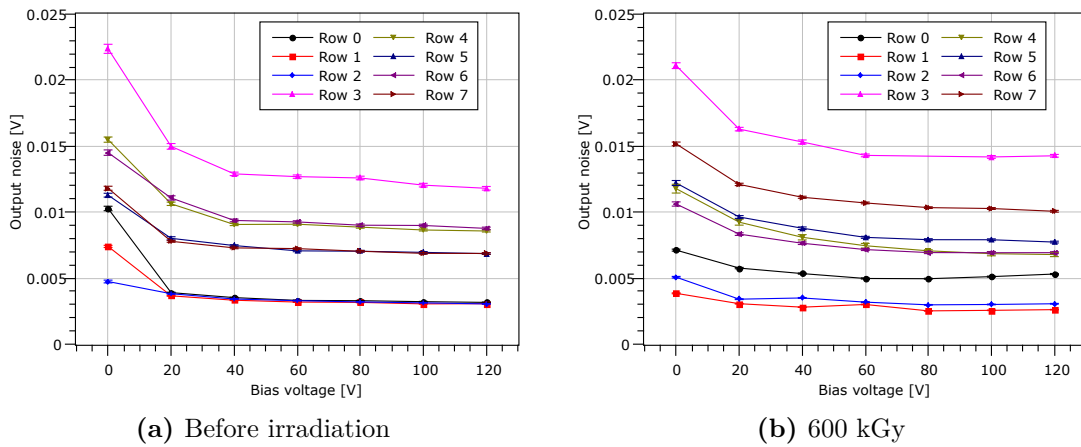 0.025
0.02
0.015
0.01
0.005
0
Output noise [V]
Row 0 Row 4
Row 1 Row 5
Row 2 Row 6
Row 3 Row 7
0 20 40 60 80 100 120
Bias voltage [V]
(a) Before irradiation
0.025
0.02
0.015
0.01
0.005
0
Output noise [V]
Row 0 Row 4
Row 1 Row 5
Row 2 Row 6
Row 3 Row 7
0 20 40 60 80 100 120
Bias voltage [V]
(b) 600 kGy